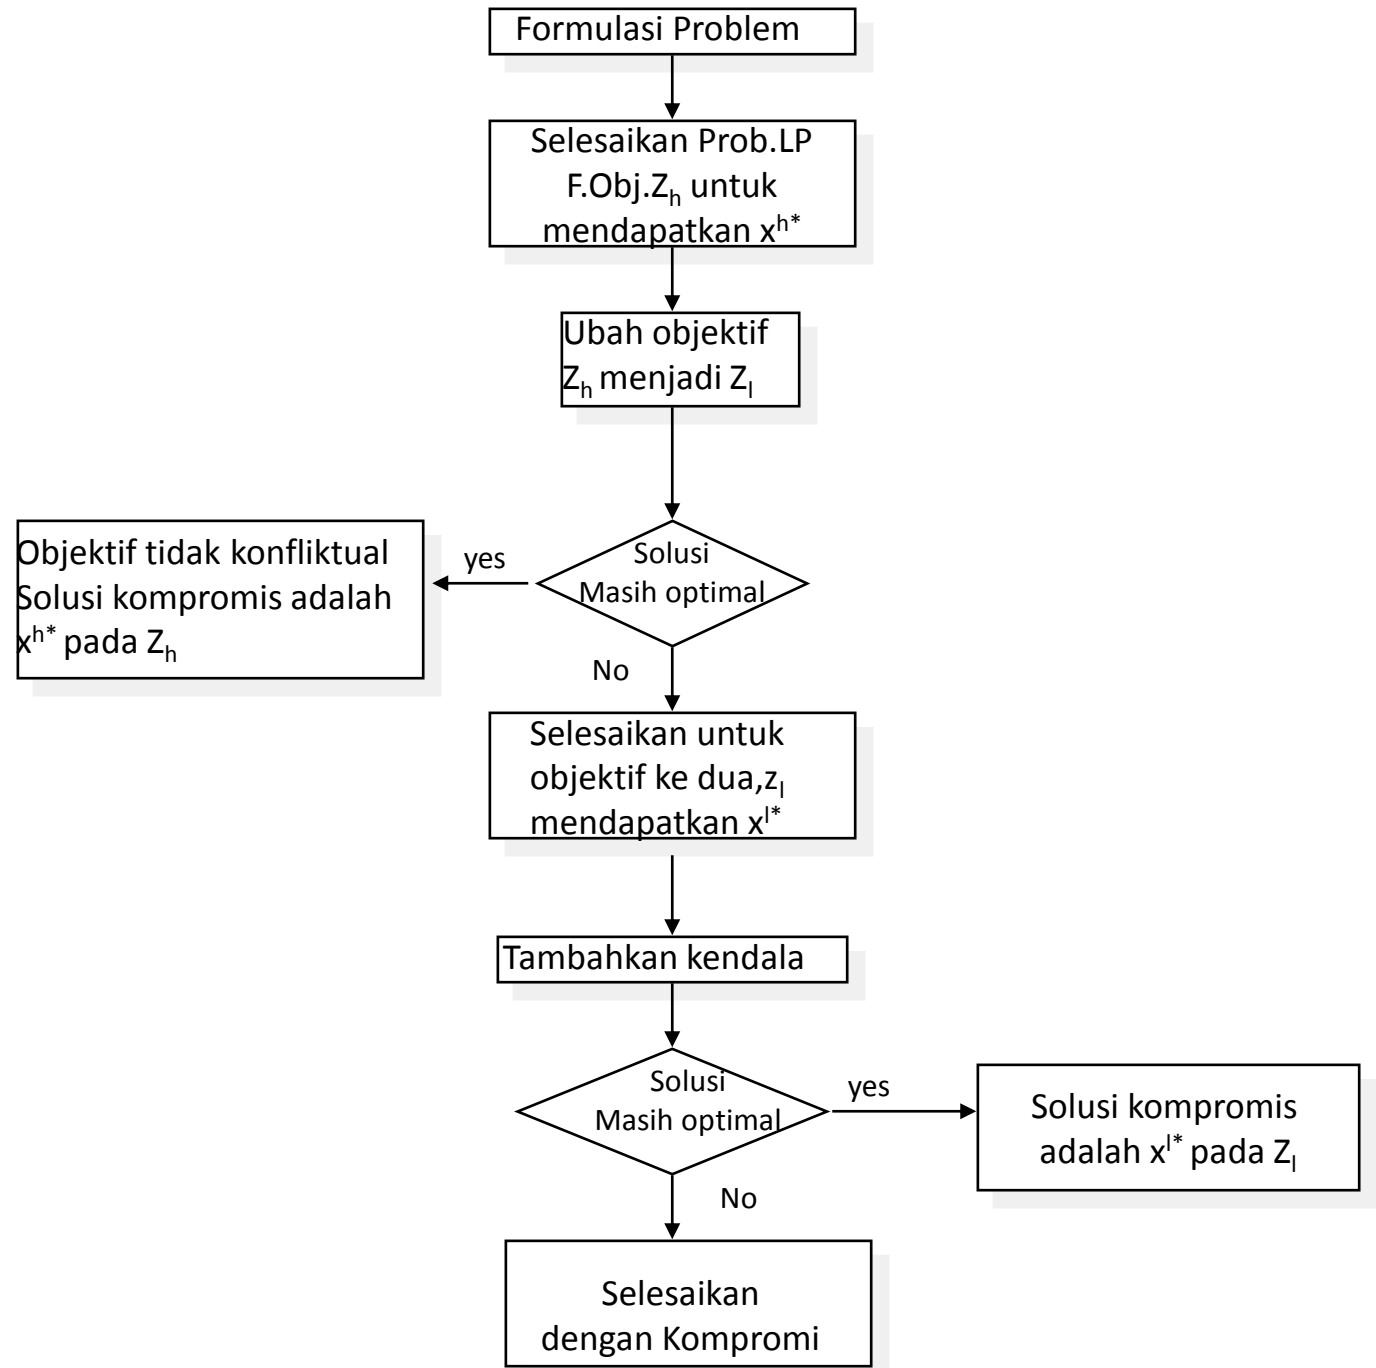 Formulasi Problem
Selesaikan Prob.LP
F.Obj.Zh untuk
mendapatkan xh*
Ubah objektif
Zh menjadi Zl
Solusi
Masih optimal
yes
Objektif tidak konfliktual
Solusi kompromis adalah
xh* pada Zh
No
Selesaikan untuk
objektif ke dua,zl
mendapatkan xl*
Tambahkan kendala
Solusi
Masih optimal
yes
Solusi kompromis
adalah xl* pada Zl
No
Selesaikan
dengan Kompromi